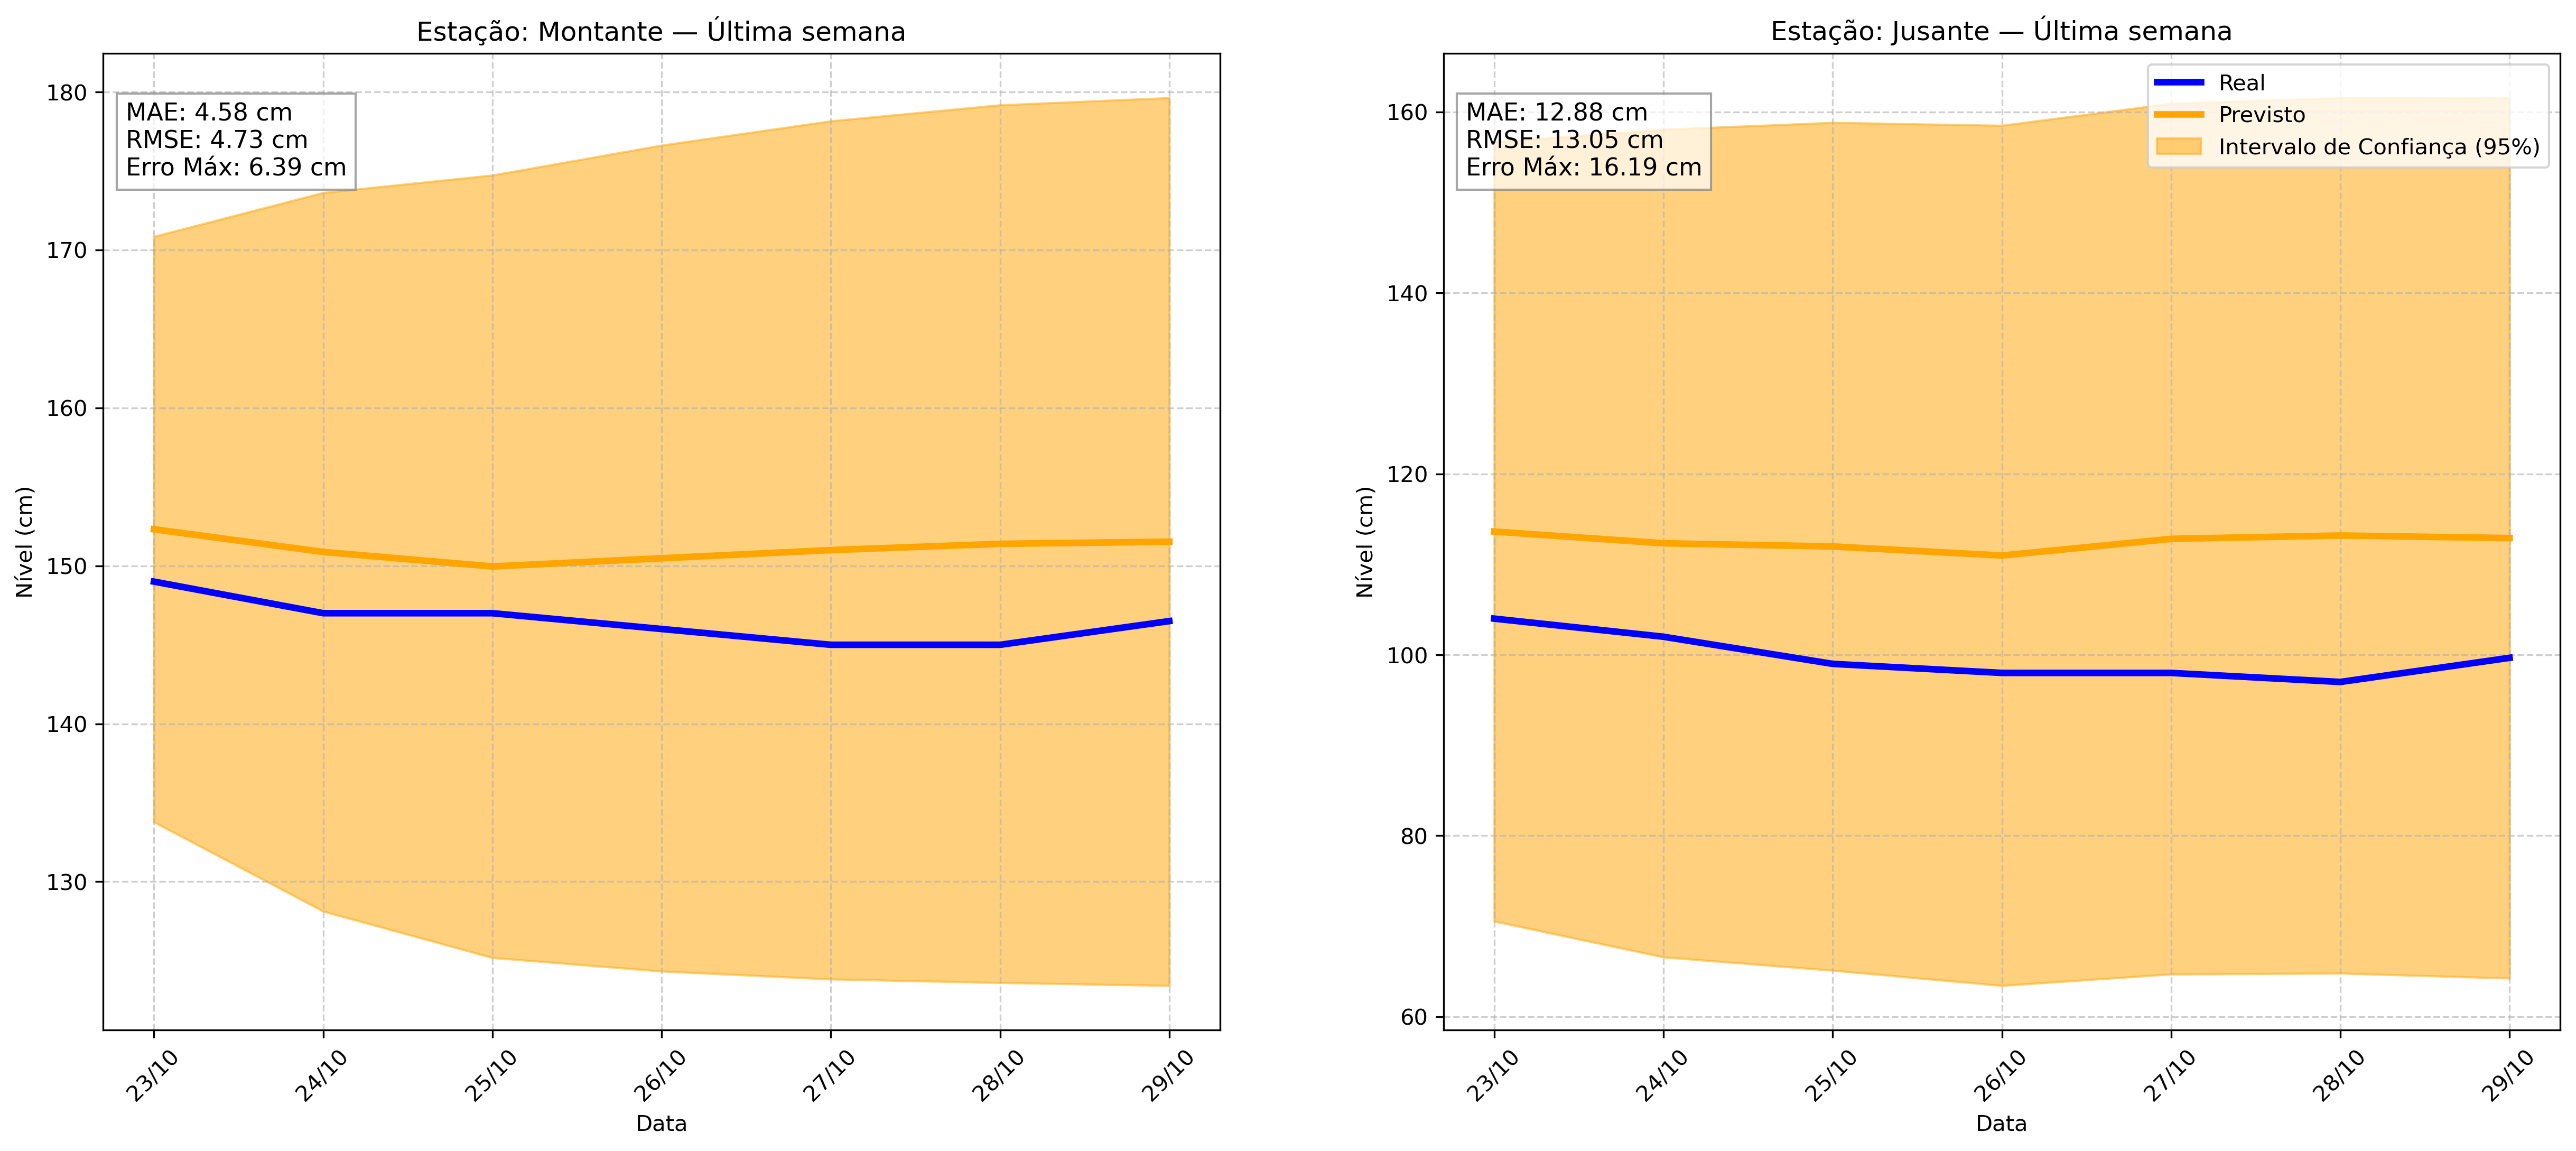 Estação: Montante — Última semana
MAE: 4.58 cm
RMSE: 4.73 cm
Erro Máx: 6.39 cm
Nível (cm)
180
170
160
150
140
130
23/10
24/10
25/10
26/10
27/10
28/10
29/10
Data
Estação: Jusante — Última semana
MAE: 12.88 cm
RMSE: 13.05 cm
Erro Máx: 16.19 cm
Real
Previsto
Intervalo de Confiança (95%)
Nível (cm)
160
140
120
100
80
60
23/10
24/10
25/10
26/10
27/10
28/10
29/10
Data